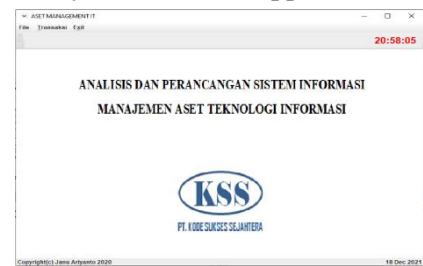 ASET MANAGEMENT IT
File Transaksi Exit
20:58:05
ANALISIS DAN PERANCANGAN SISTEM INFORMASI
MANAJEMEN ASET TEKNOLOGI INFORMASI
KSS
PT. KODE SUKSES SEJAHTERA
Copyright(c) Janu Ariyanto 2020
18 Dec 2021